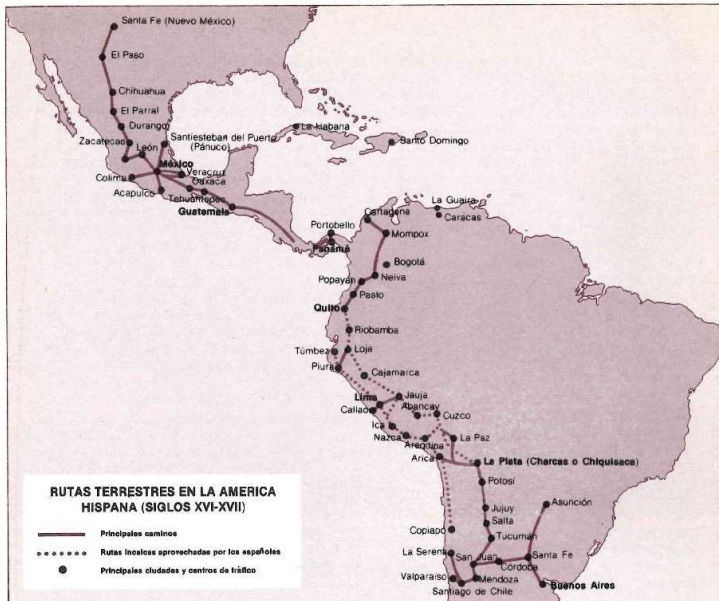 Santa Fe (Nuevo México)
El Paso
Chihuahua
El Parral
Durango
Zacatecas
León
Santiesteban del Puerto
(Pánuco)
México
Veracruz
Colima
Oaxaca
Acapulco
Tehuantepec
Guatemala
La Habana
Santo Domingo
La Guaira
Caracas
Portobello
Cartagena
Panamá
Mompox
Bogotá
Popayán
Neiva
Pasto
Quito
Riobamba
Túmbez
Loja
Piura
Cajamarca
Lima
Jauja
Callao
Abancay
Cuzco
Ica
Nazca
Arequipa
La Paz
Arica
La Plata (Charcas o Chiquisaca)
Potosí
Asunción
Jujuy
Salta
Copiapó
Tucumán
La Serena
San Juan
Santa Fe
Córdoba
Valparaíso
Mendoza
Santiago de Chile
Buenos Aires
RUTAS TERRESTRES EN LA AMERICA
HISPANA (SIGLOS XVI-XVII)
Principales caminos
Rutas incaicas aprovechadas por los españoles
Principales ciudades y centros de tráfico